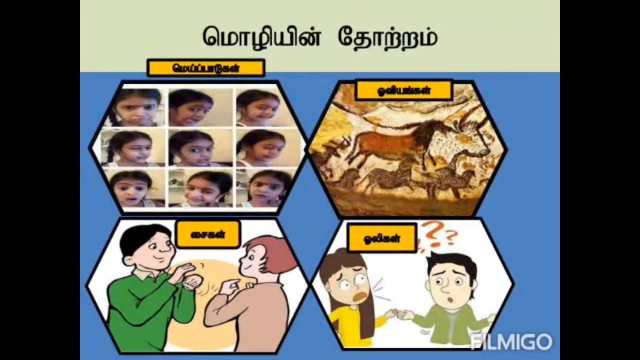 மொழியின் தோற்றம்
மெய்ப்பாடுகள்
ஓவியங்கள்
சைகள்
ஒலிகள்
???
FILMIGO